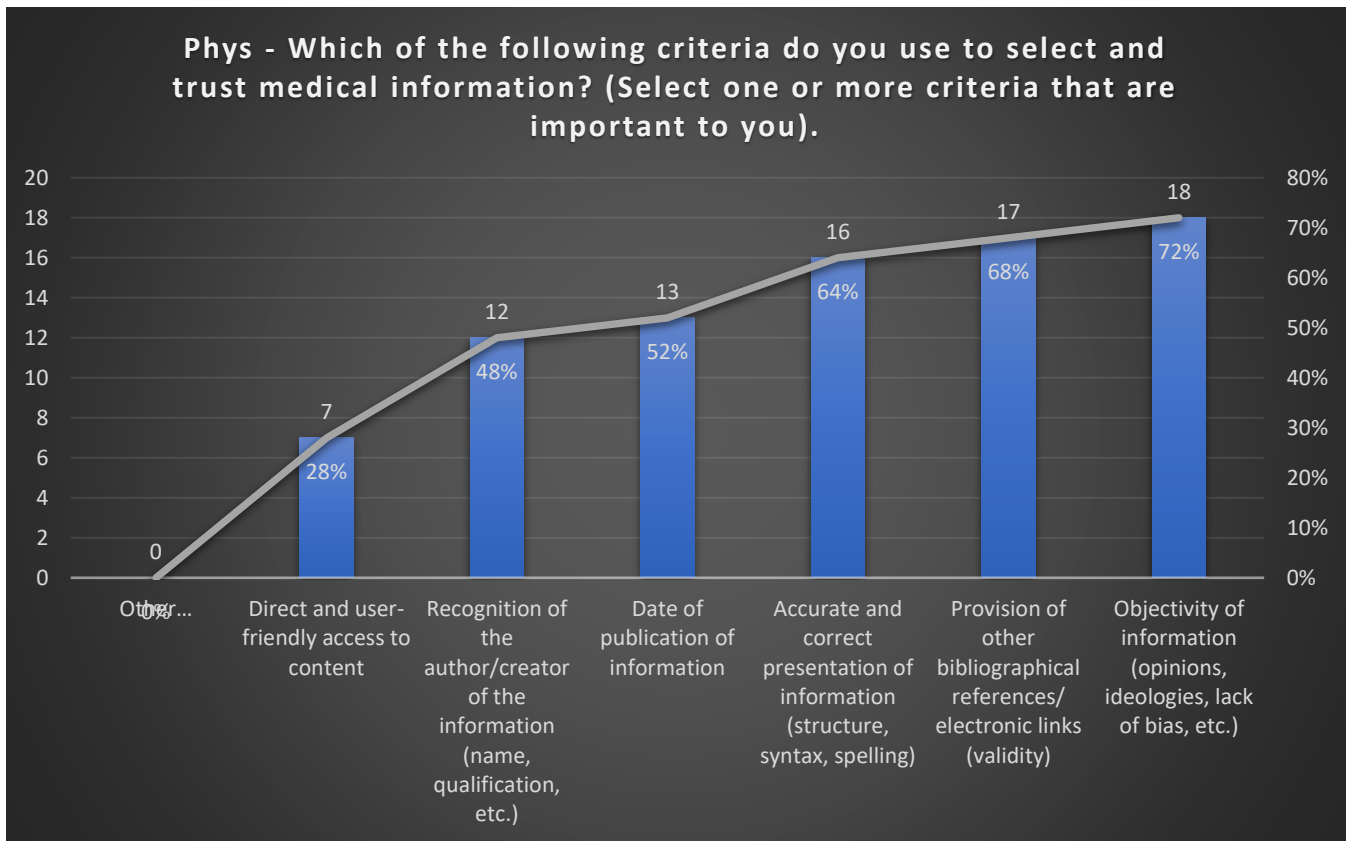 Phys - Which of the following criteria do you use to select and
trust medical information? (Select one or more criteria that are
important to you).
20
18
16
14
12
10
8
6
4
2
0
80%
70%
60%
50%
40%
30%
20%
10%
0%
0
7
12
13
16
17
18
0%
28%
48%
52%
64%
68%
72%
Other...
Direct and user-
friendly access to
content
Recognition of
the
author/creator
of the
information
(name,
qualification,
etc.)
Date of
publication of
information
Accurate and
correct
presentation of
information
(structure,
syntax, spelling)
Provision of
other
bibliographical
references/
electronic links
(validity)
Objectivity of
information
(opinions,
ideologies, lack
of bias, etc.)